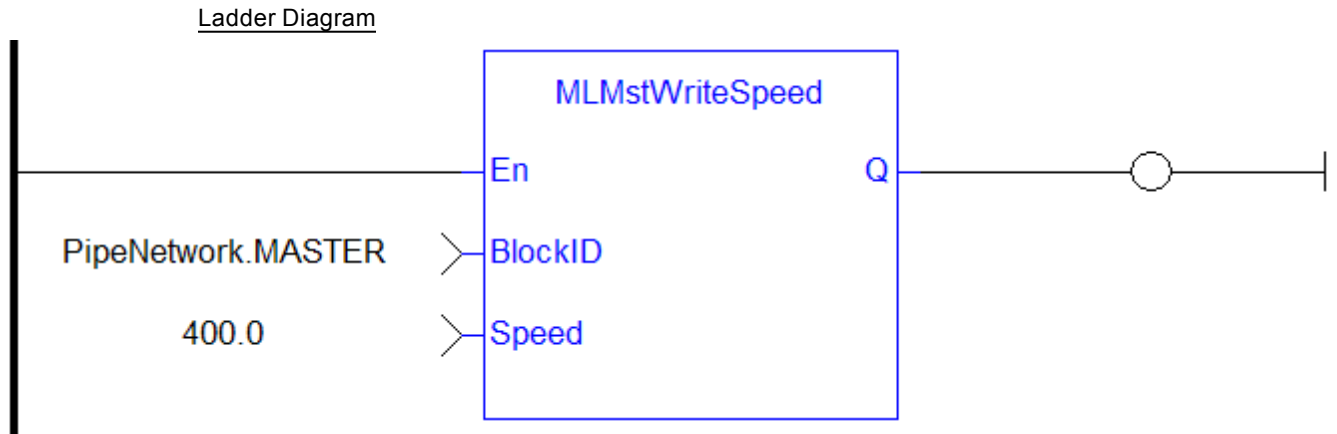 Ladder Diagram
MLMstWriteSpeed
En Q
PipeNetwork.MASTER BlockID
400.0 Speed